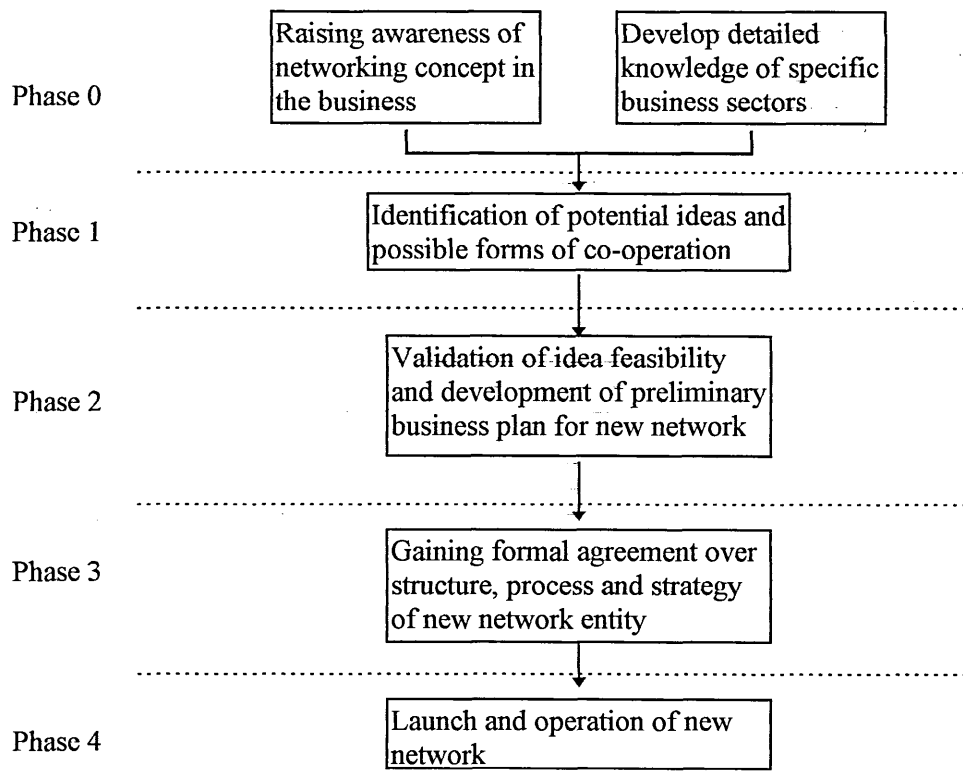 Phase 0
Raising awareness of
networking concept in
the business
Develop detailed
knowledge of specific
business sectors
Phase 1
Identification of potential ideas and
possible forms of co-operation
Phase 2
Validation of idea feasibility
and development of preliminary
business plan for new network
Phase 3
Gaining formal agreement over
structure, process and strategy
of new network entity
Phase 4
Launch and operation of new
network